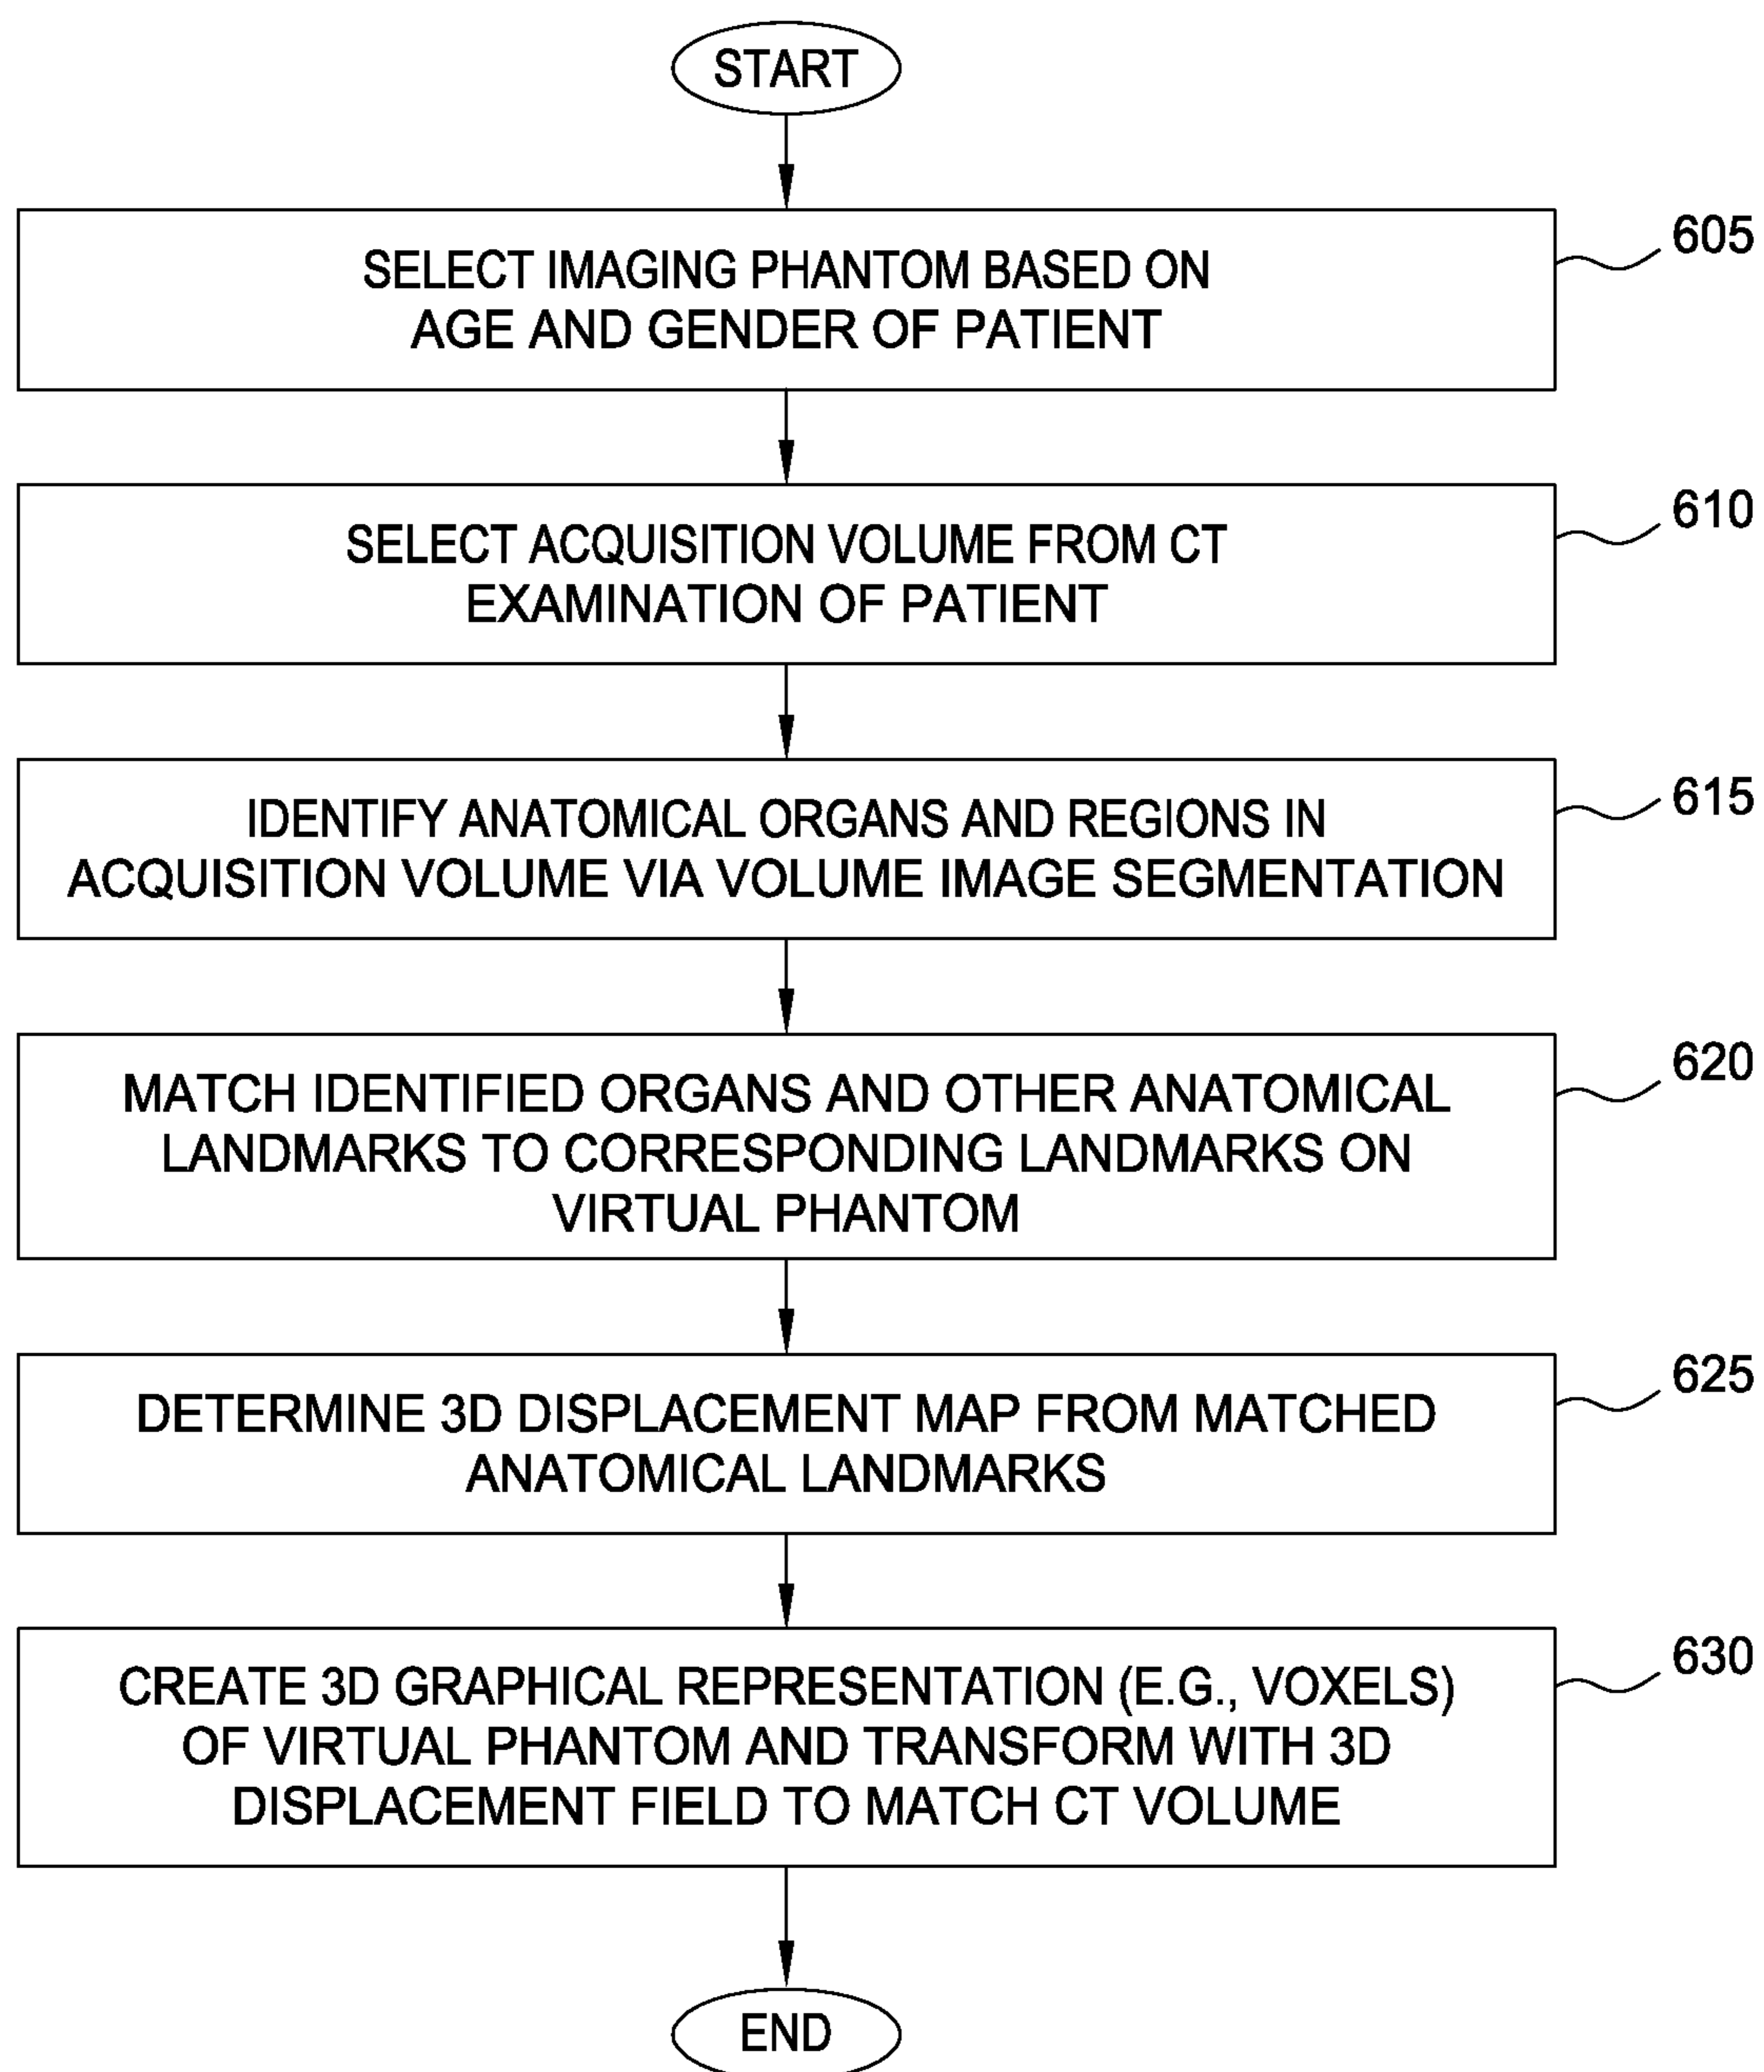 START
SELECT IMAGING PHANTOM BASED ON
AGE AND GENDER OF PATIENT
605
SELECT ACQUISITION VOLUME FROM CT
EXAMINATION OF PATIENT
610
IDENTIFY ANATOMICAL ORGANS AND REGIONS IN
ACQUISITION VOLUME VIA VOLUME IMAGE SEGMENTATION
615
MATCH IDENTIFIED ORGANS AND OTHER ANATOMICAL
LANDMARKS TO CORRESPONDING LANDMARKS ON
VIRTUAL PHANTOM
620
DETERMINE 3D DISPLACEMENT MAP FROM MATCHED
ANATOMICAL LANDMARKS
625
CREATE 3D GRAPHICAL REPRESENTATION (E.G., VOXELS)
OF VIRTUAL PHANTOM AND TRANSFORM WITH 3D
DISPLACEMENT FIELD TO MATCH CT VOLUME
630
END